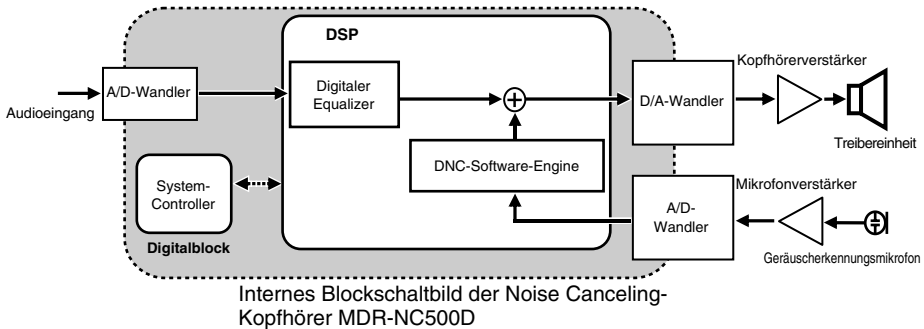 DSP
Kopfhörerverstärker
A/D-Wandler
Digitaler
Equalizer
D/A-Wandler
Audioeingang
Treibereinheit
DNC-Software-Engine
System-
Controller
Mikrofonverstärker
A/D-
Wandler
Digitalblock
Geräuscherkennungsmikrofon
Internes Blockschaltbild der Noise Canceling-
Kopfhörer MDR-NC500D